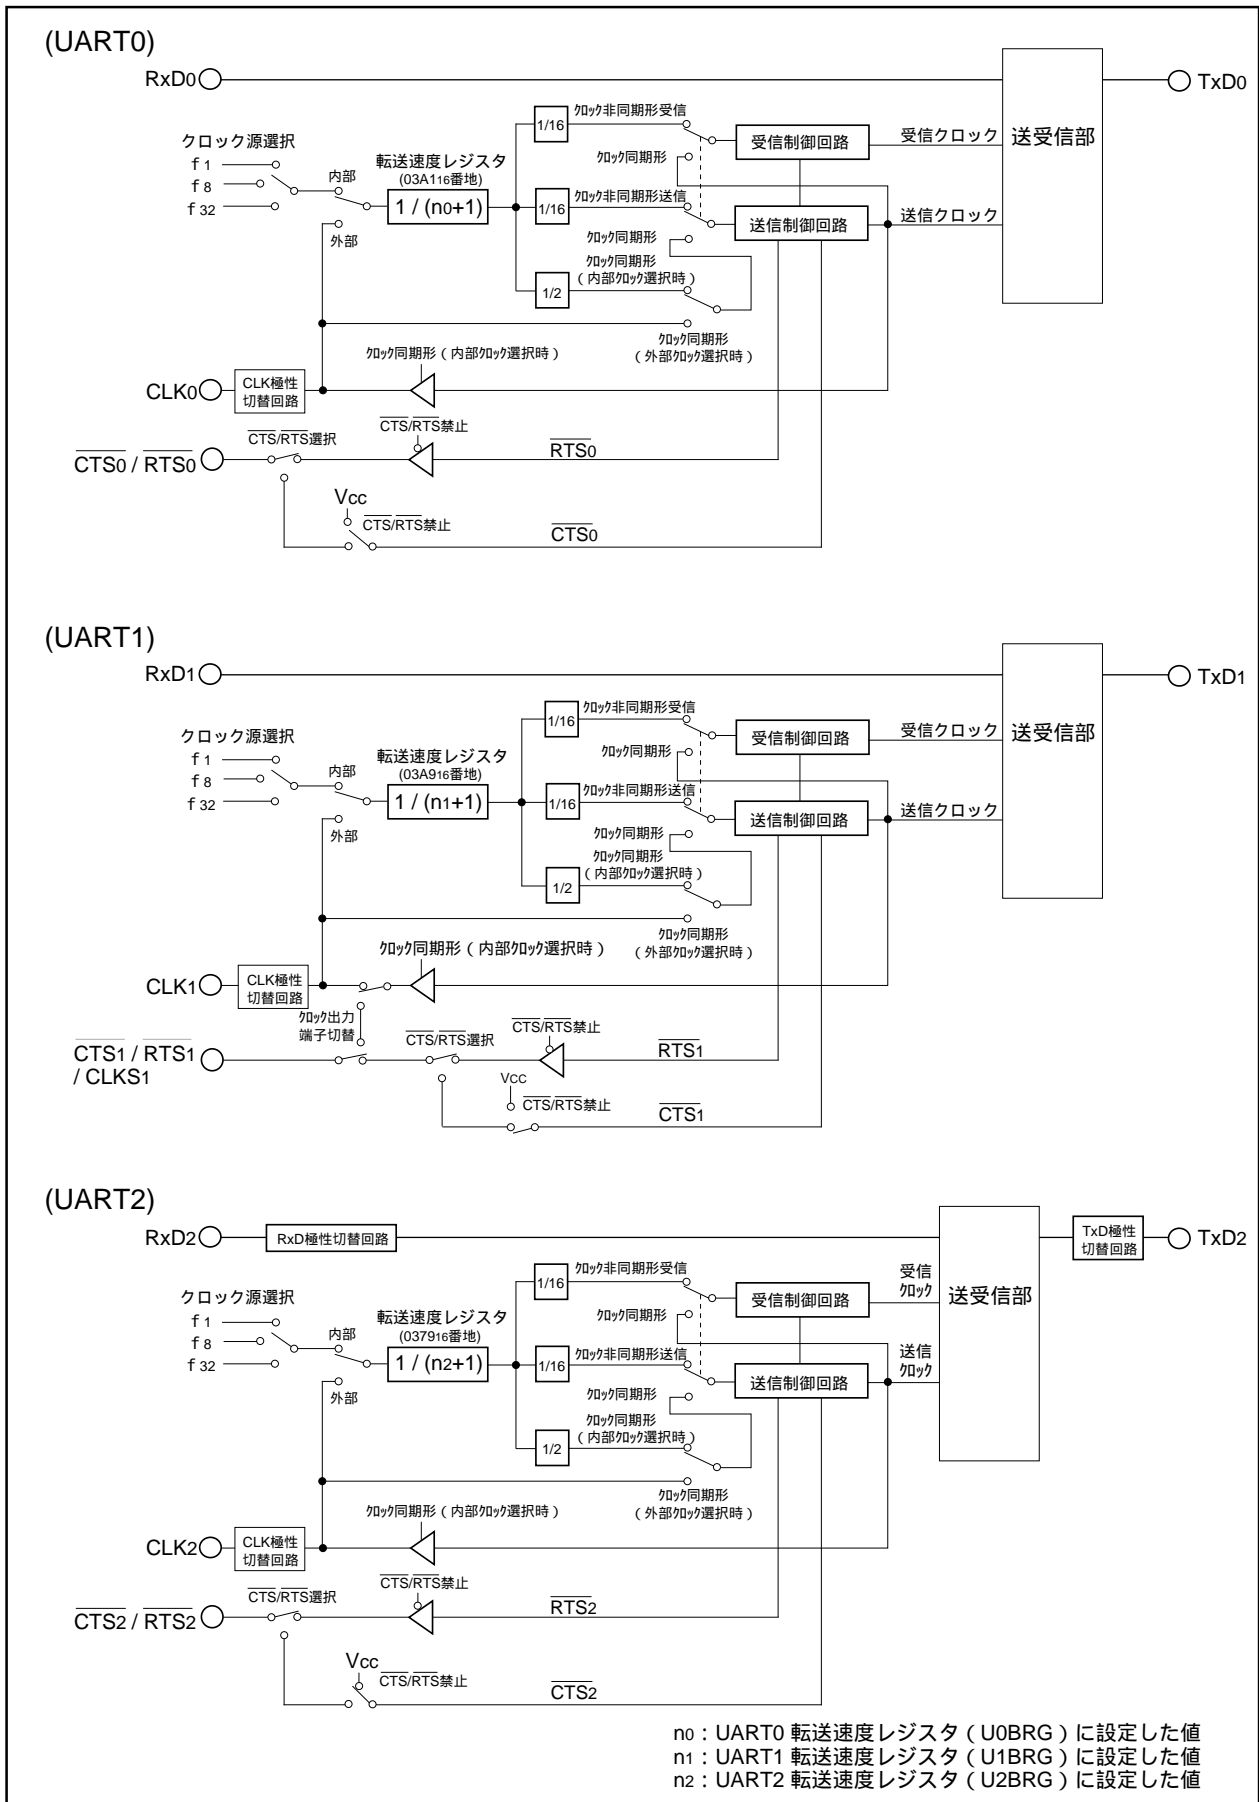 (UART0)
RxD0
TxD0
クロック源選択
f1
f8
f32
内部
外部
転送速度レジスタ
(03A116番地)
1 / (n0+1)
1/16
クロック非同期形受信
クロック同期形
受信制御回路
受信クロック
送受信部
1/16
クロック非同期形送信
クロック同期形
送信制御回路
送信クロック
クロック同期形
(内部クロック選択時)
1/2
クロック同期形
(外部クロック選択時)
クロック同期形(内部クロック選択時)
CLK0
CLK極性
切替回路
CTS/RTS選択
CTS/RTS禁止
CTS0 / RTS0
RTS0
Vcc
CTS/RTS禁止
CTS0
(UART1)
RxD1
TxD1
クロック源選択
f1
f8
f32
内部
外部
転送速度レジスタ
(03A916番地)
1 / (n1+1)
1/16
クロック非同期形受信
クロック同期形
受信制御回路
受信クロック
送受信部
1/16
クロック非同期形送信
クロック同期形
送信制御回路
送信クロック
クロック同期形
(内部クロック選択時)
1/2
クロック同期形
(外部クロック選択時)
クロック同期形(内部クロック選択時)
CLK1
CLK極性
切替回路
クロック出力
端子切替
CTS/RTS選択
CTS/RTS禁止
CTS1 / RTS1
/ CLKS1
RTS1
Vcc
CTS/RTS禁止
CTS1
(UART2)
RxD2
RxD極性切替回路
TxD極性
切替回路
TxD2
クロック源選択
f1
f8
f32
内部
外部
転送速度レジスタ
(037916番地)
1 / (n2+1)
1/16
クロック非同期形受信
クロック同期形
受信制御回路
受信
クロック
送受信部
1/16
クロック非同期形送信
クロック同期形
送信制御回路
送信
クロック
クロック同期形
(内部クロック選択時)
1/2
クロック同期形
(外部クロック選択時)
クロック同期形(内部クロック選択時)
CLK2
CLK極性
切替回路
CTS/RTS選択
CTS/RTS禁止
CTS2 / RTS2
RTS2
Vcc
CTS/RTS禁止
CTS2
n0：UART0 転送速度レジスタ(U0BRG)に設定した値
n1：UART1 転送速度レジスタ(U1BRG)に設定した値
n2：UART2 転送速度レジスタ(U2BRG)に設定した値